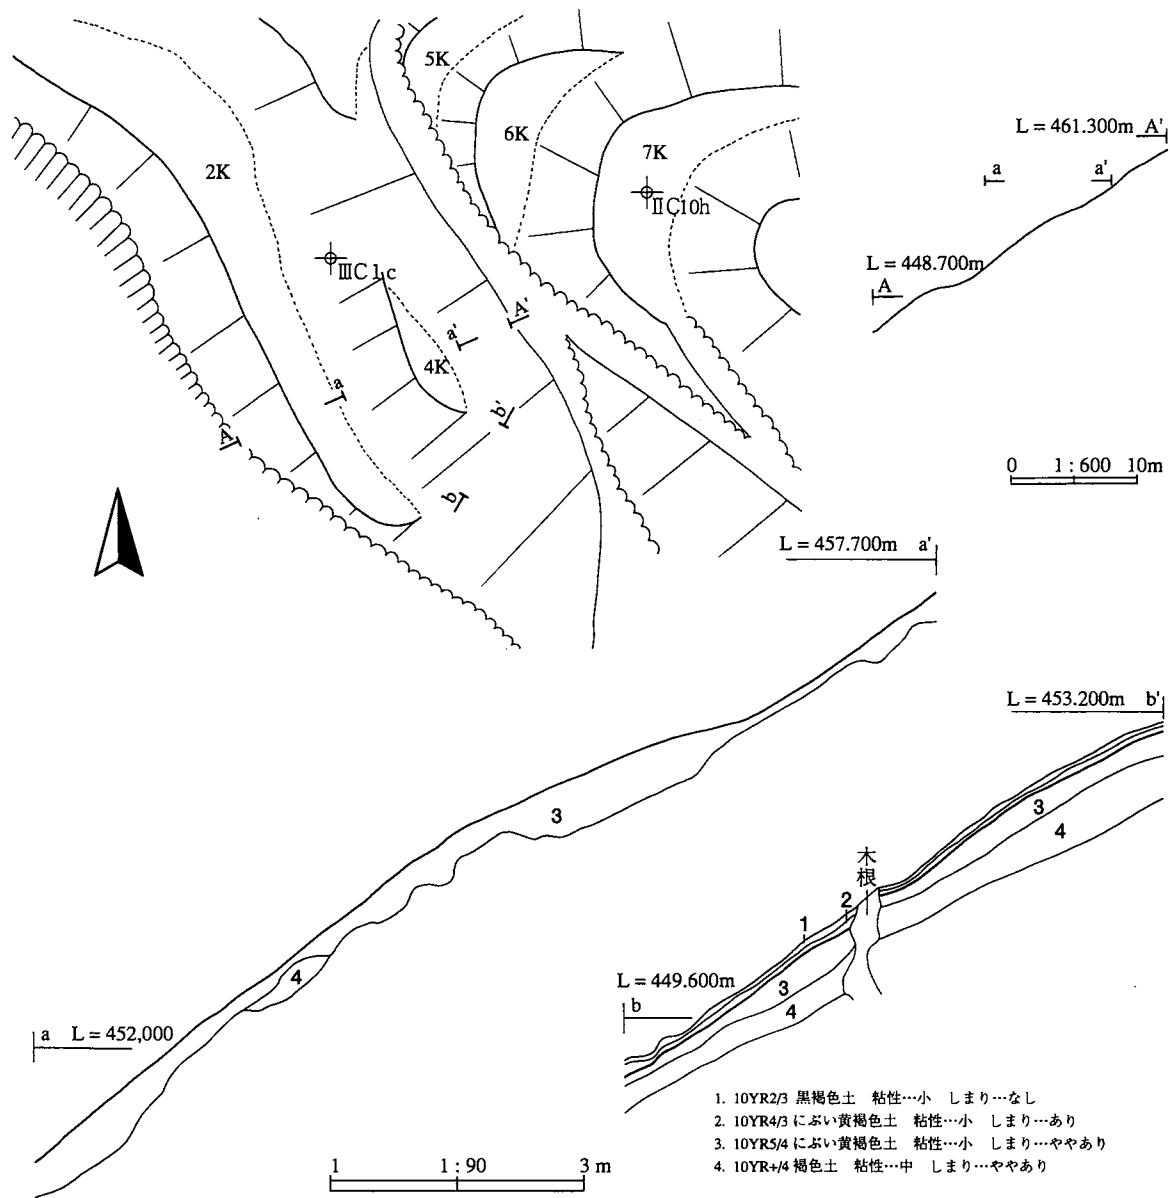 5K
6K
7K
2K
ⅡC10h
ⅢC1c
4K
A
A'
a
a'
b
b'
L = 461.300m A'
a a'
L = 448.700m
A
0 1 : 600 10m
L = 457.700m a'
3
4
a L = 452,000
L = 453.200m b'
3
4
木根
2
1
L = 449.600m
b
3
4
1. 10YR2/3 黒褐色土 粘性…小 しまり…なし
2. 10YR4/3 にぶい黄褐色土 粘性…小 しまり…あり
3. 10YR5/4 にぶい黄褐色土 粘性…小 しまり…ややあり
4. 10YR+/4 褐色土 粘性…中 しまり…ややあり
1 1 : 90 3 m